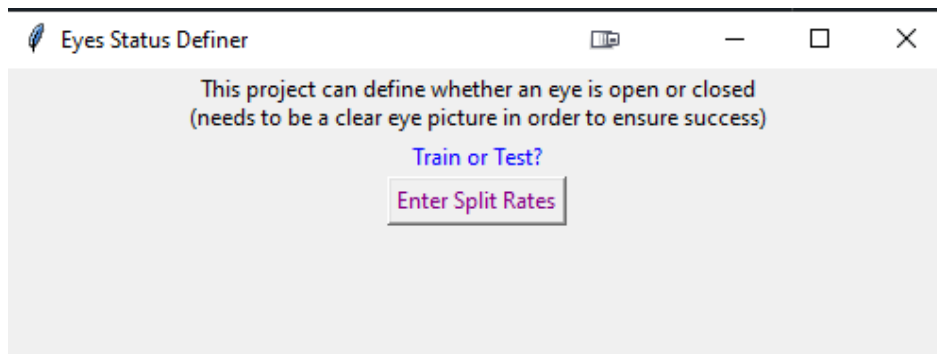 Eyes Status Definer
This project can define whether an eye is open or closed
(needs to be a clear eye picture in order to ensure success)
Train or Test?
Enter Split Rates